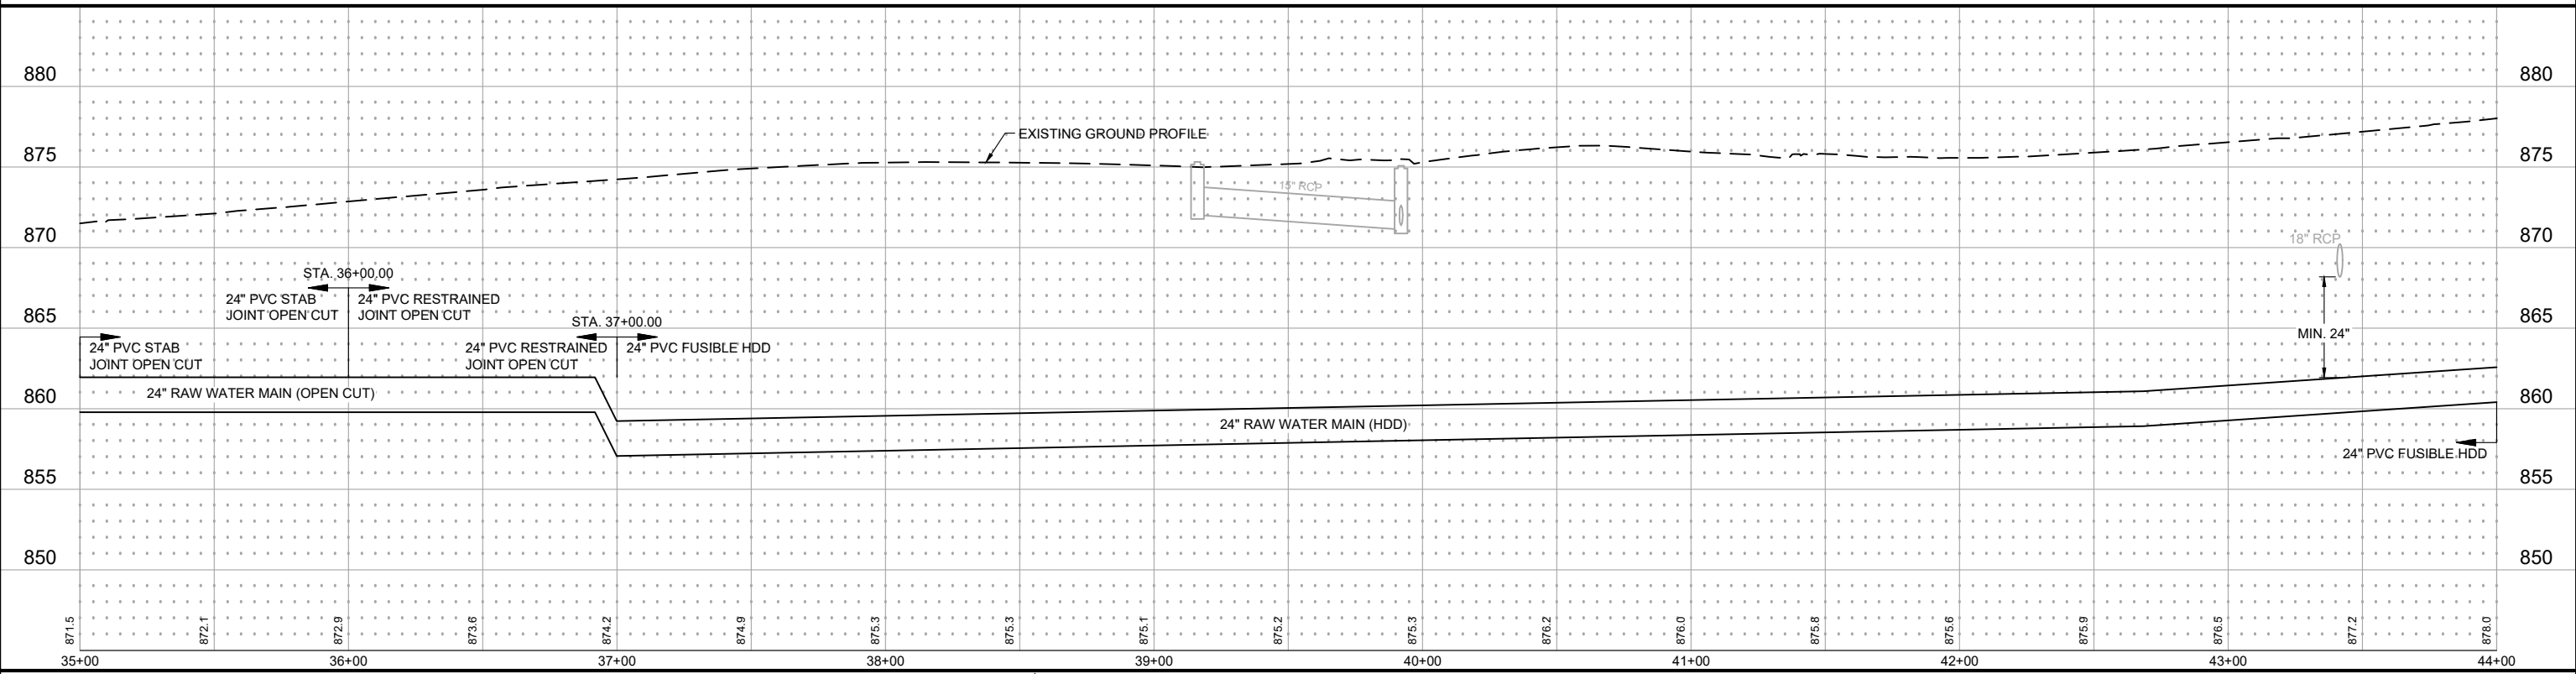 880
880
EXISTING GROUND PROFILE
875
875
15" RCP
870
870
18" RCP
STA. 36+00.00
24" PVC STAB
JOINT OPEN CUT
24" PVC RESTRAINED
JOINT OPEN CUT
865
865
STA. 37+00.00
MIN. 24"
24" PVC STAB
JOINT OPEN CUT
24" PVC RESTRAINED
JOINT OPEN CUT
24" PVC FUSIBLE HDD
24" RAW WATER MAIN (OPEN CUT)
860
860
24" RAW WATER MAIN (HDD)
24" PVC FUSIBLE HDD
855
855
850
850
871.5
872.1
872.9
873.6
874.2
874.9
875.3
875.3
875.1
875.2
875.3
876.2
876.0
875.8
875.6
875.9
876.5
877.2
878.0
35+00
36+00
37+00
38+00
39+00
40+00
41+00
42+00
43+00
44+00